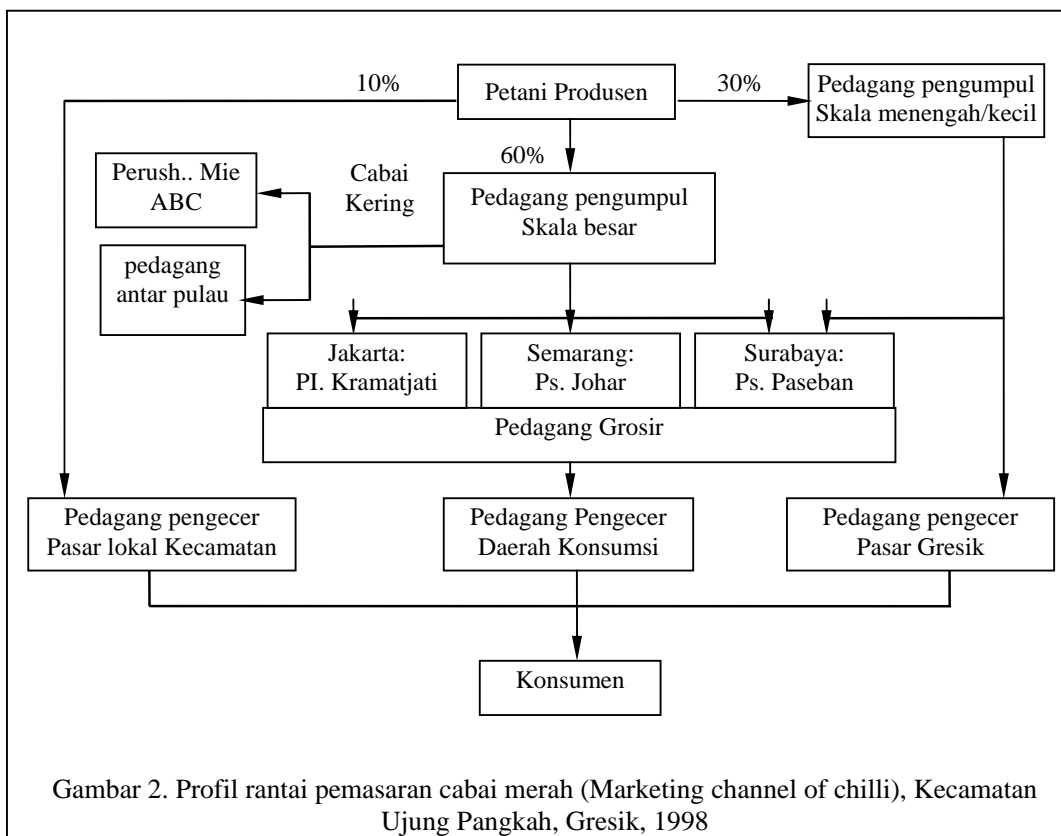 10%
Petani Produsen
30%
Pedagang pengumpul
Skala menengah/kecil
60%
Perush.. Mie
ABC
Cabai
Kering
Pedagang pengumpul
Skala besar
pedagang
antar pulau
Jakarta:
PI. Kramatjati
Semarang:
Ps. Johar
Surabaya:
Ps. Paseban
Pedagang Grosir
Pedagang pengecer
Pasar lokal Kecamatan
Pedagang Pengecer
Daerah Konsumsi
Pedagang pengecer
Pasar Gresik
Konsumen
Gambar 2. Profil rantai pemasaran cabai merah (Marketing channel of chilli), Kecamatan
Ujung Pangkah, Gresik, 1998